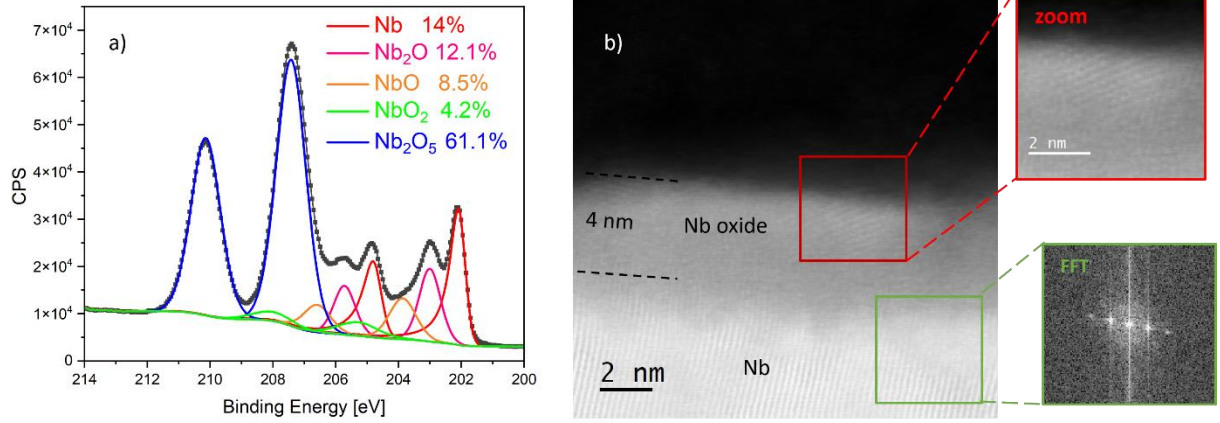 a)
Nb 14%
Nb₂O 12.1%
NbO 8.5%
NbO₂ 4.2%
Nb₂O₅ 61.1%
7×10⁴
6×10⁴
5×10⁴
4×10⁴
3×10⁴
2×10⁴
1×10⁴
0
CPS
214 212 210 208 206 204 202 200
Binding Energy [eV]
b)
4 nm
Nb oxide
Nb
2 nm
zoom
2 nm
FFT